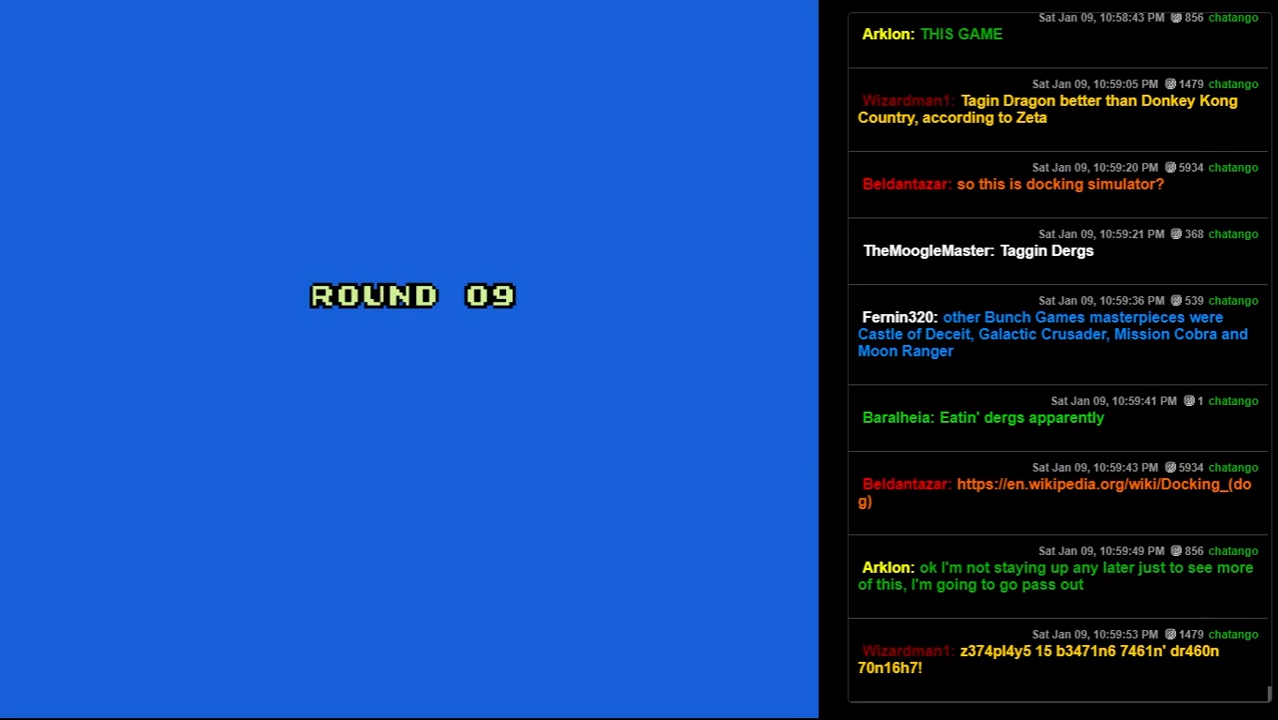 ROUND 09
Sat Jan 09, 10:58:43 PM 856 chatango
Arklon: THIS GAME
Sat Jan 09, 10:59:05 PM 1479 chatango
Wizardman1: Tagin Dragon better than Donkey Kong
Country, according to Zeta
Sat Jan 09, 10:59:20 PM 5934 chatango
Beldantazar: so this is docking simulator?
Sat Jan 09, 10:59:21 PM 368 chatango
TheMoogleMaster: Taggin Dergs
Sat Jan 09, 10:59:36 PM 539 chatango
Fernin320: other Bunch Games masterpieces were
Castle of Deceit, Galactic Crusader, Mission Cobra and
Moon Ranger
Sat Jan 09, 10:59:41 PM 1 chatango
Baralheia: Eatin' dergs apparently
Sat Jan 09, 10:59:43 PM 5934 chatango
Beldantazar: https://en.wikipedia.org/wiki/Docking_(do
g)
Sat Jan 09, 10:59:49 PM 856 chatango
Arklon: ok I'm not staying up any later just to see more
of this, I'm going to go pass out
Sat Jan 09, 10:59:53 PM 1479 chatango
Wizardman1: z374pl4y5 15 b3471n6 7461n' dr460n
70n16h7!